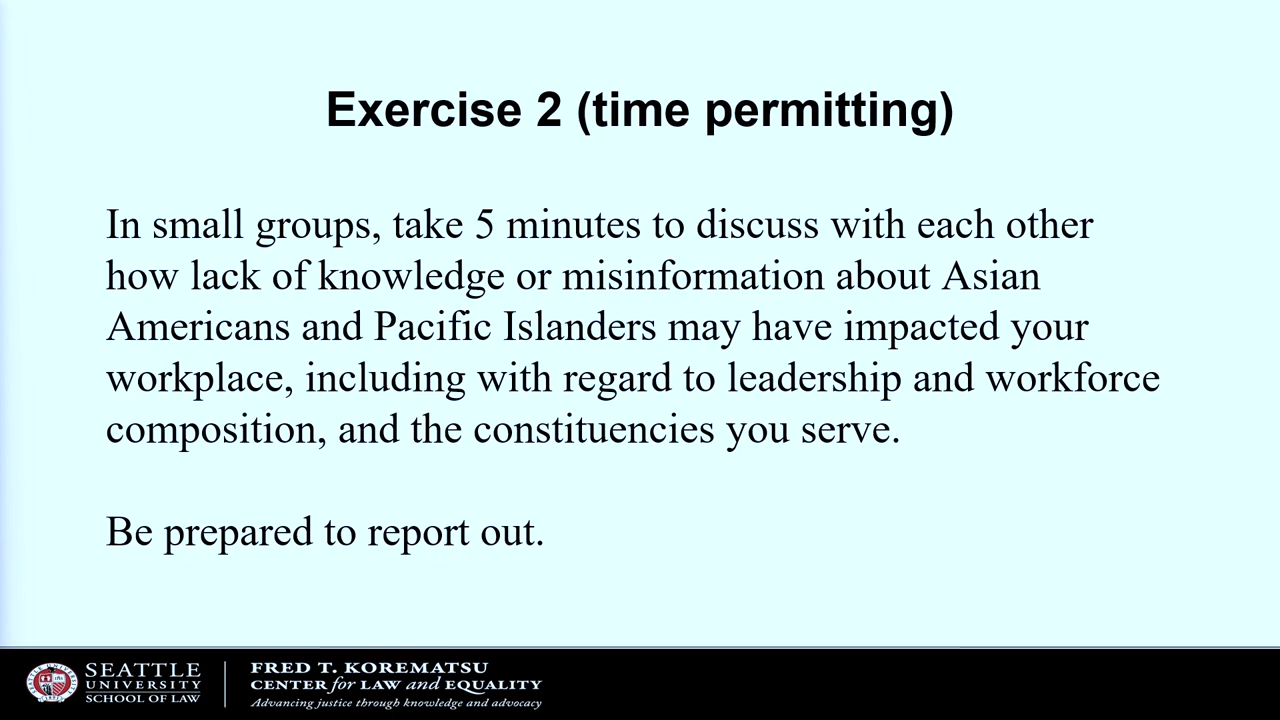 Exercise 2 (time permitting)
In small groups, take 5 minutes to discuss with each other
how lack of knowledge or misinformation about Asian
Americans and Pacific Islanders may have impacted your
workplace, including with regard to leadership and workforce
composition, and the constituencies you serve.
Be prepared to report out.
SEATTLE
UNIVERSITY
SCHOOL OF LAW
FRED T. KOREMATSU
CENTER for LAW and EQUALITY
Advancing justice through knowledge and advocacy